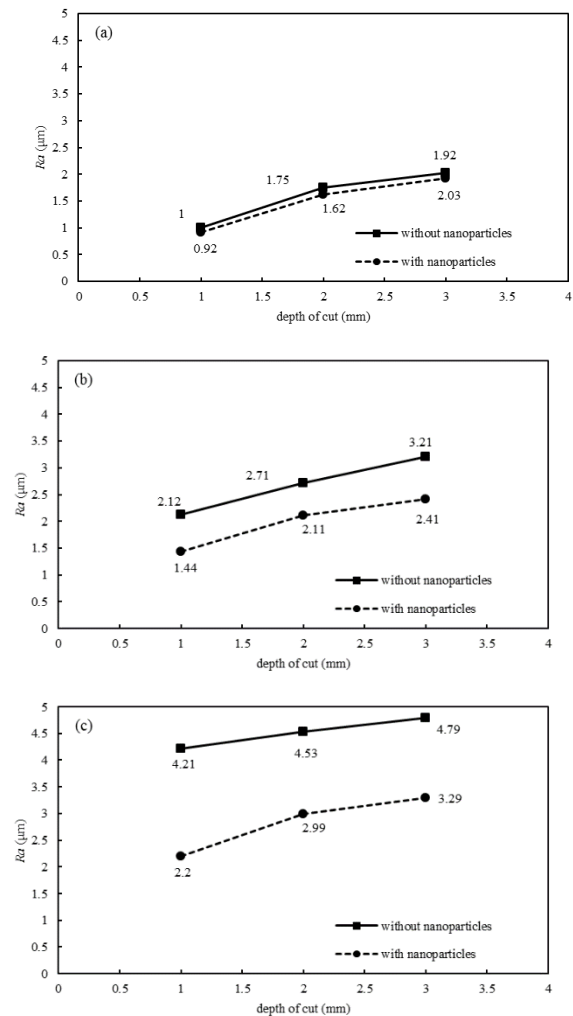 (a)
5
4.5
4
3.5
3
2.5
2
1.5
1
0.5
0
Ra (μm)
1
1.75
1.92
0.92
1.62
2.03
without nanoparticles
with nanoparticles
0 0.5 1 1.5 2 2.5 3 3.5 4
depth of cut (mm)
(b)
5
4.5
4
3.5
3
2.5
2
1.5
1
0.5
0
Ra (μm)
2.12
2.71
3.21
1.44
2.11
2.41
without nanoparticles
with nanoparticles
0 0.5 1 1.5 2 2.5 3 3.5 4
depth of cut (mm)
(c)
5
4.5
4
3.5
3
2.5
2
1.5
1
0.5
0
Ra (μm)
4.21
4.53
4.79
2.2
2.99
3.29
without nanoparticles
with nanoparticles
0 0.5 1 1.5 2 2.5 3 3.5 4
depth of cut (mm)